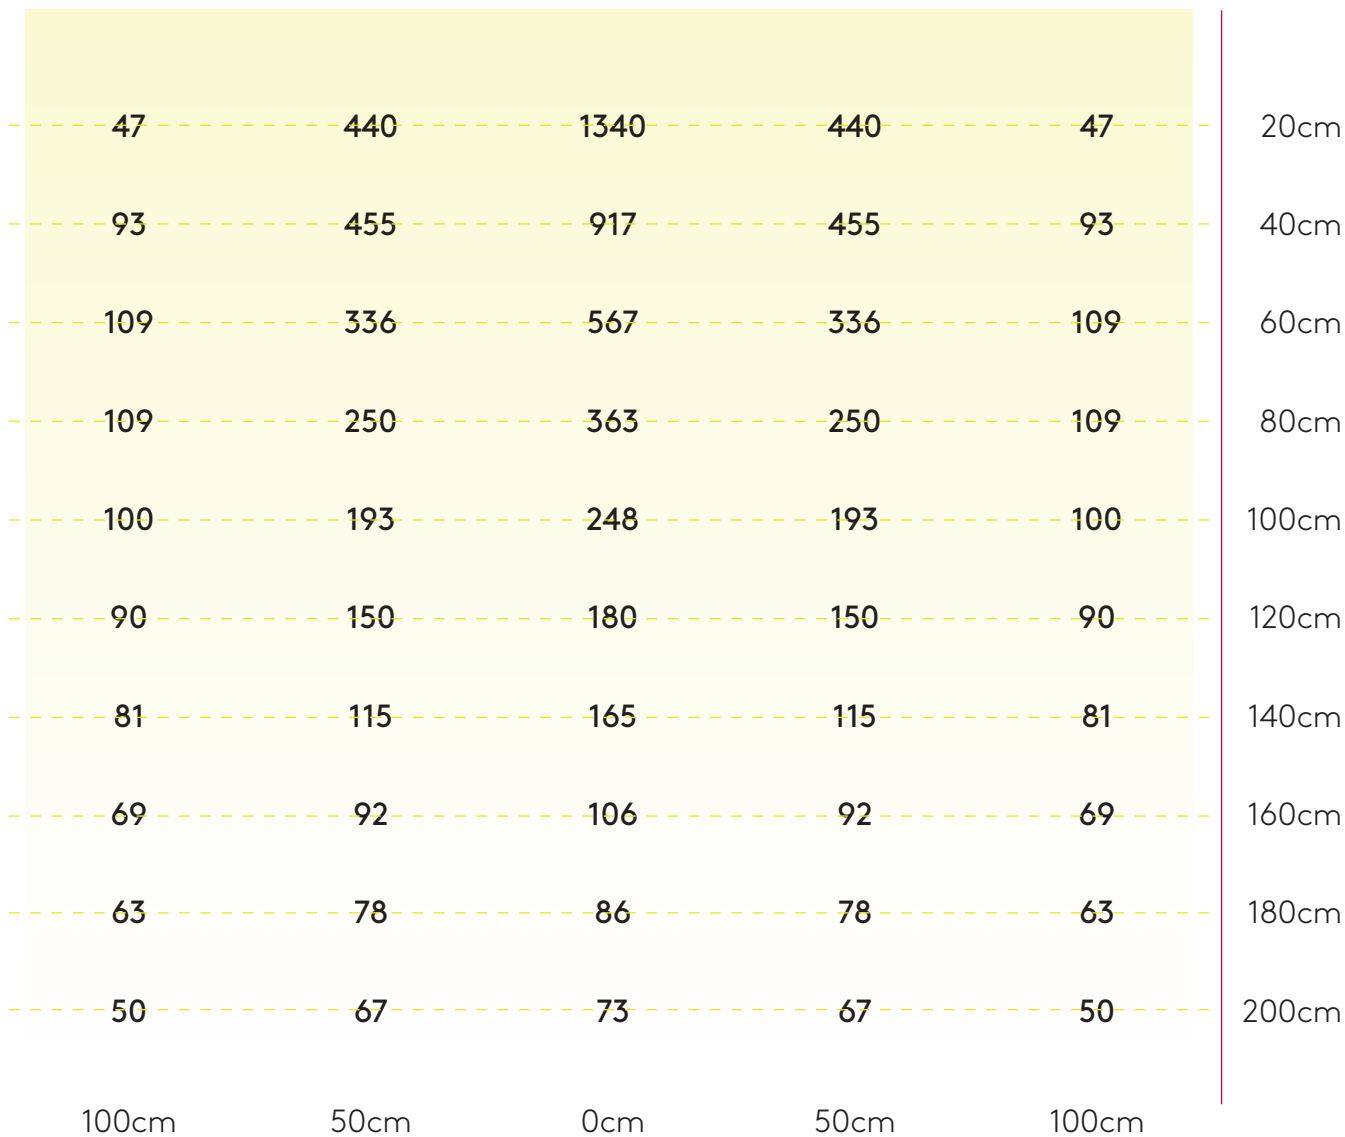 47 440 1340 440 47 20cm
93 455 917 455 93 40cm
109 336 567 336 109 60cm
109 250 363 250 109 80cm
100 193 248 193 100 100cm
90 150 180 150 90 120cm
81 115 165 115 81 140cm
69 92 106 92 69 160cm
63 78 86 78 63 180cm
50 67 73 67 50 200cm
100cm 50cm 0cm 50cm 100cm